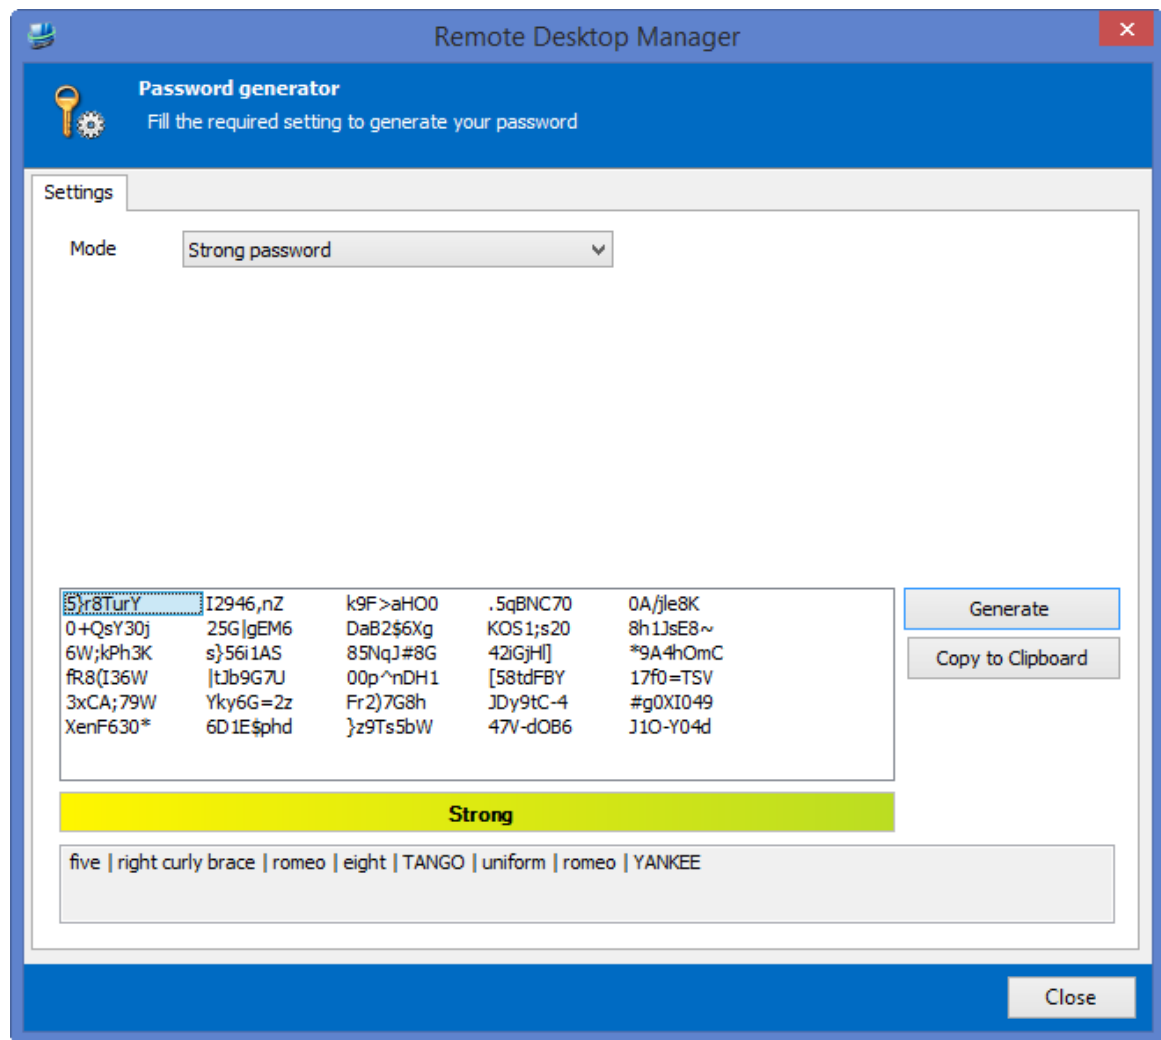 Remote Desktop Manager
Password generator
Fill the required setting to generate your password
Settings
Mode Strong password
5}r8TurY I2946,nZ k9F>aHO0 .5qBNC70 0A/jle8K
0+QsY30j 25G|gEM6 DaB2$6Xg KOS1;s20 8h1JsE8~
6W;kPh3K s}56i1AS 85NqJ#8G 42iGjHl] *9A4hOmC
fR8(I36W |tJb9G7U 00p^nDH1 [58tdFBY 17f0=TSV
3xCA;79W Yky6G=2z Fr2)7G8h JDy9tC-4 #g0XI049
XenF630* 6D1E$phd }z9Ts5bW 47V-dOB6 J1O-Y04d
Generate
Copy to Clipboard
Strong
five | right curly brace | romeo | eight | TANGO | uniform | romeo | YANKEE
Close